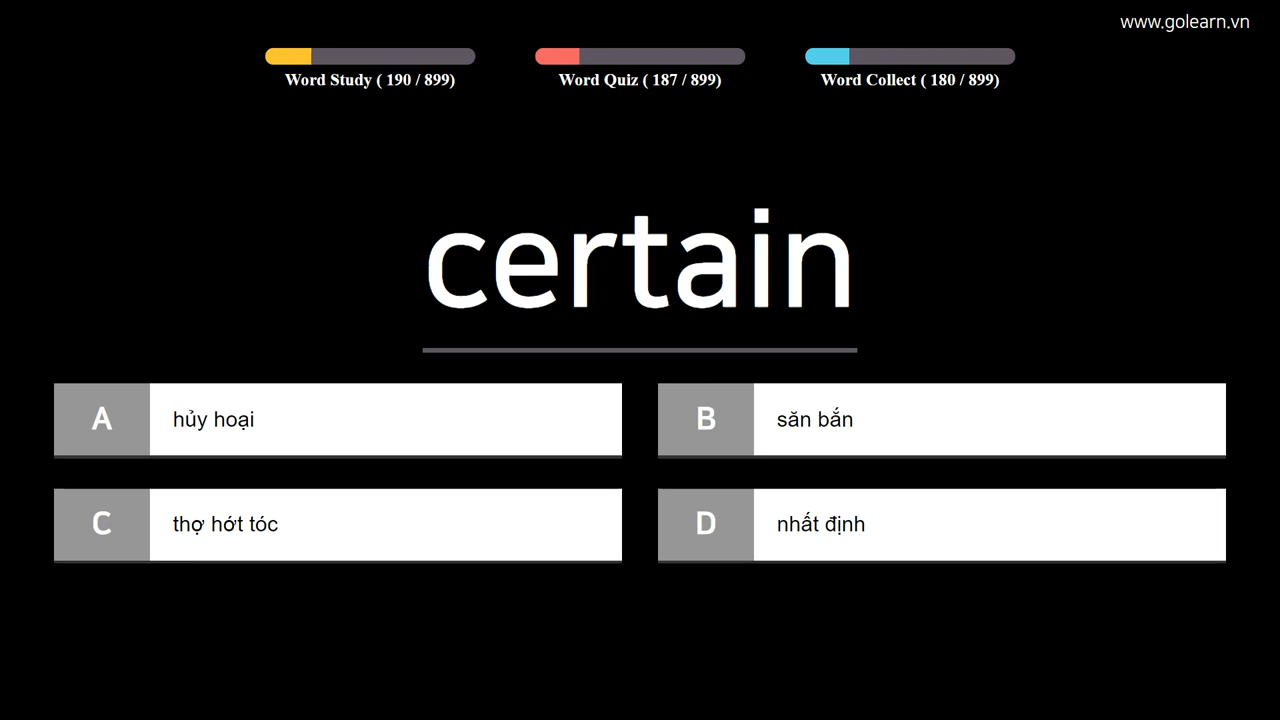 www.golearn.vn
Word Study ( 190 / 899)
Word Quiz ( 187 / 899)
Word Collect ( 180 / 899)
certain
A hủy hoại
B săn bắn
C thợ hớt tóc
D nhất định